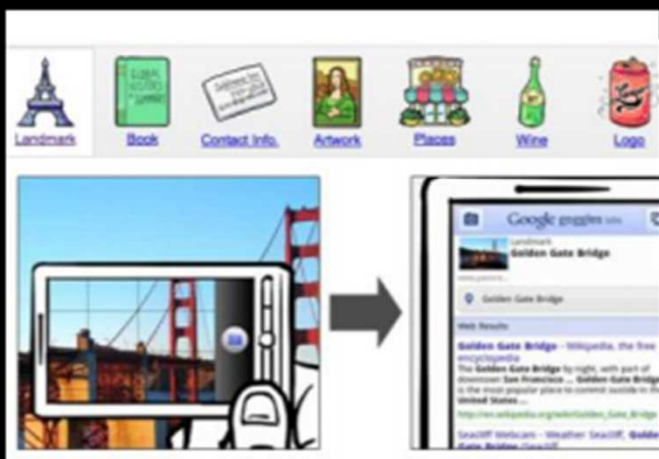 Landmark
Book
Contact Info.
Artwork
Places
Wine
Logo
Google goggles
Landmark
Golden Gate Bridge
Golden Gate Bridge
Web Results
Golden Gate Bridge - Wikipedia, the free
encyclopedia
The Golden Gate Bridge by night, with part of
downtown San Francisco ... Golden Gate Bridge
is the most popular place to commit suicide in the
United States ...
http://en.wikipedia.org/wiki/Golden_Gate_Bridge
Seacliff Webcam - Weather Seacliff, Golden
Gate Bridge (Seacliff